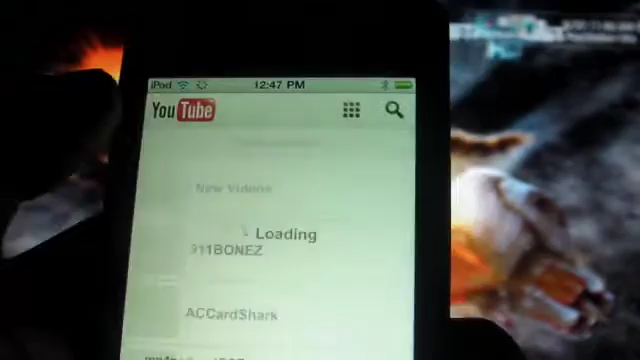 iPod 12:47 PM
YouTube
New Videos
Loading
911BONEZ
ACCardShark